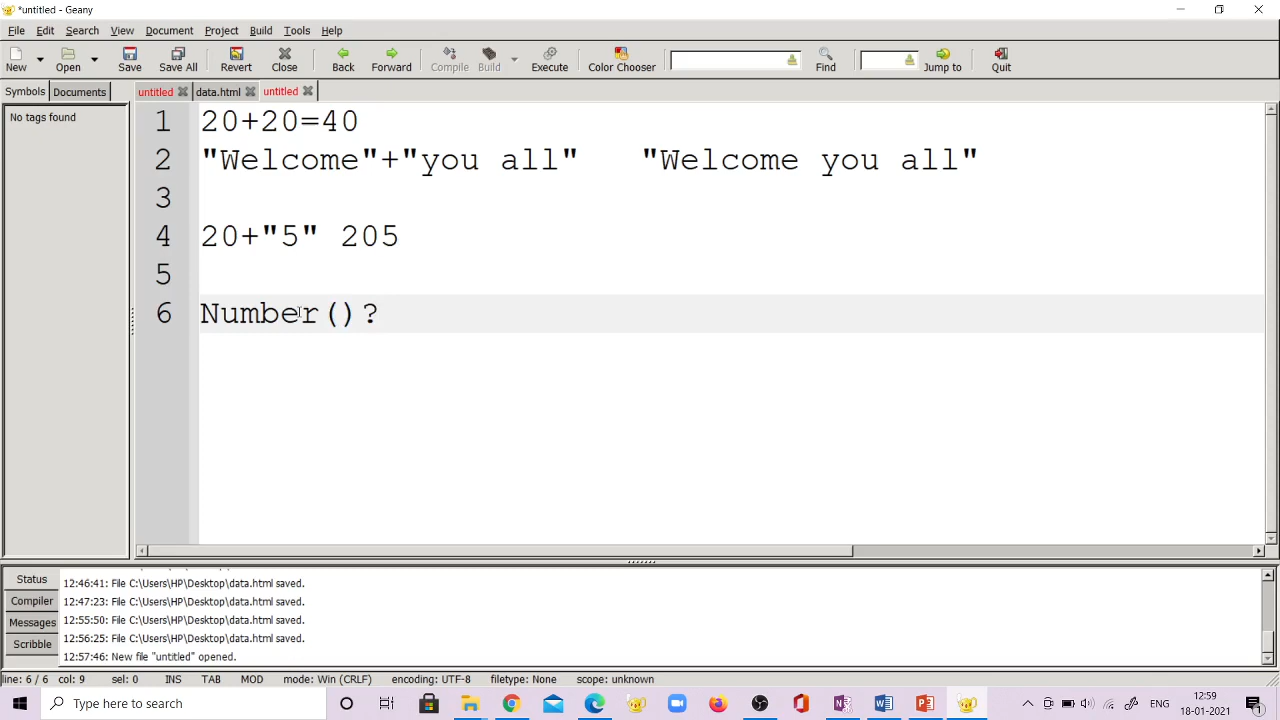 *untitled - Geany
File Edit Search View Document Project Build Tools Help
New Open Save Save All Revert Close Back Forward Compile Build Execute Color Chooser Find Jump to Quit
Symbols Documents untitled data.html untitled
No tags found
1 20+20=40
2 "Welcome"+"you all" "Welcome you all"
3
4 20+"5" 205
5
6 Number()?
Status
Compiler
Messages
Scribble
12:46:41: File C:\Users\HP\Desktop\data.html saved.
12:47:23: File C:\Users\HP\Desktop\data.html saved.
12:55:50: File C:\Users\HP\Desktop\data.html saved.
12:56:25: File C:\Users\HP\Desktop\data.html saved.
12:57:46: New file "untitled" opened.
line: 6 / 6 col: 9 sel: 0 INS TAB MOD mode: Win (CRLF) encoding: UTF-8 filetype: None scope: unknown
Type here to search
ENG
12:59
18-01-2021
1